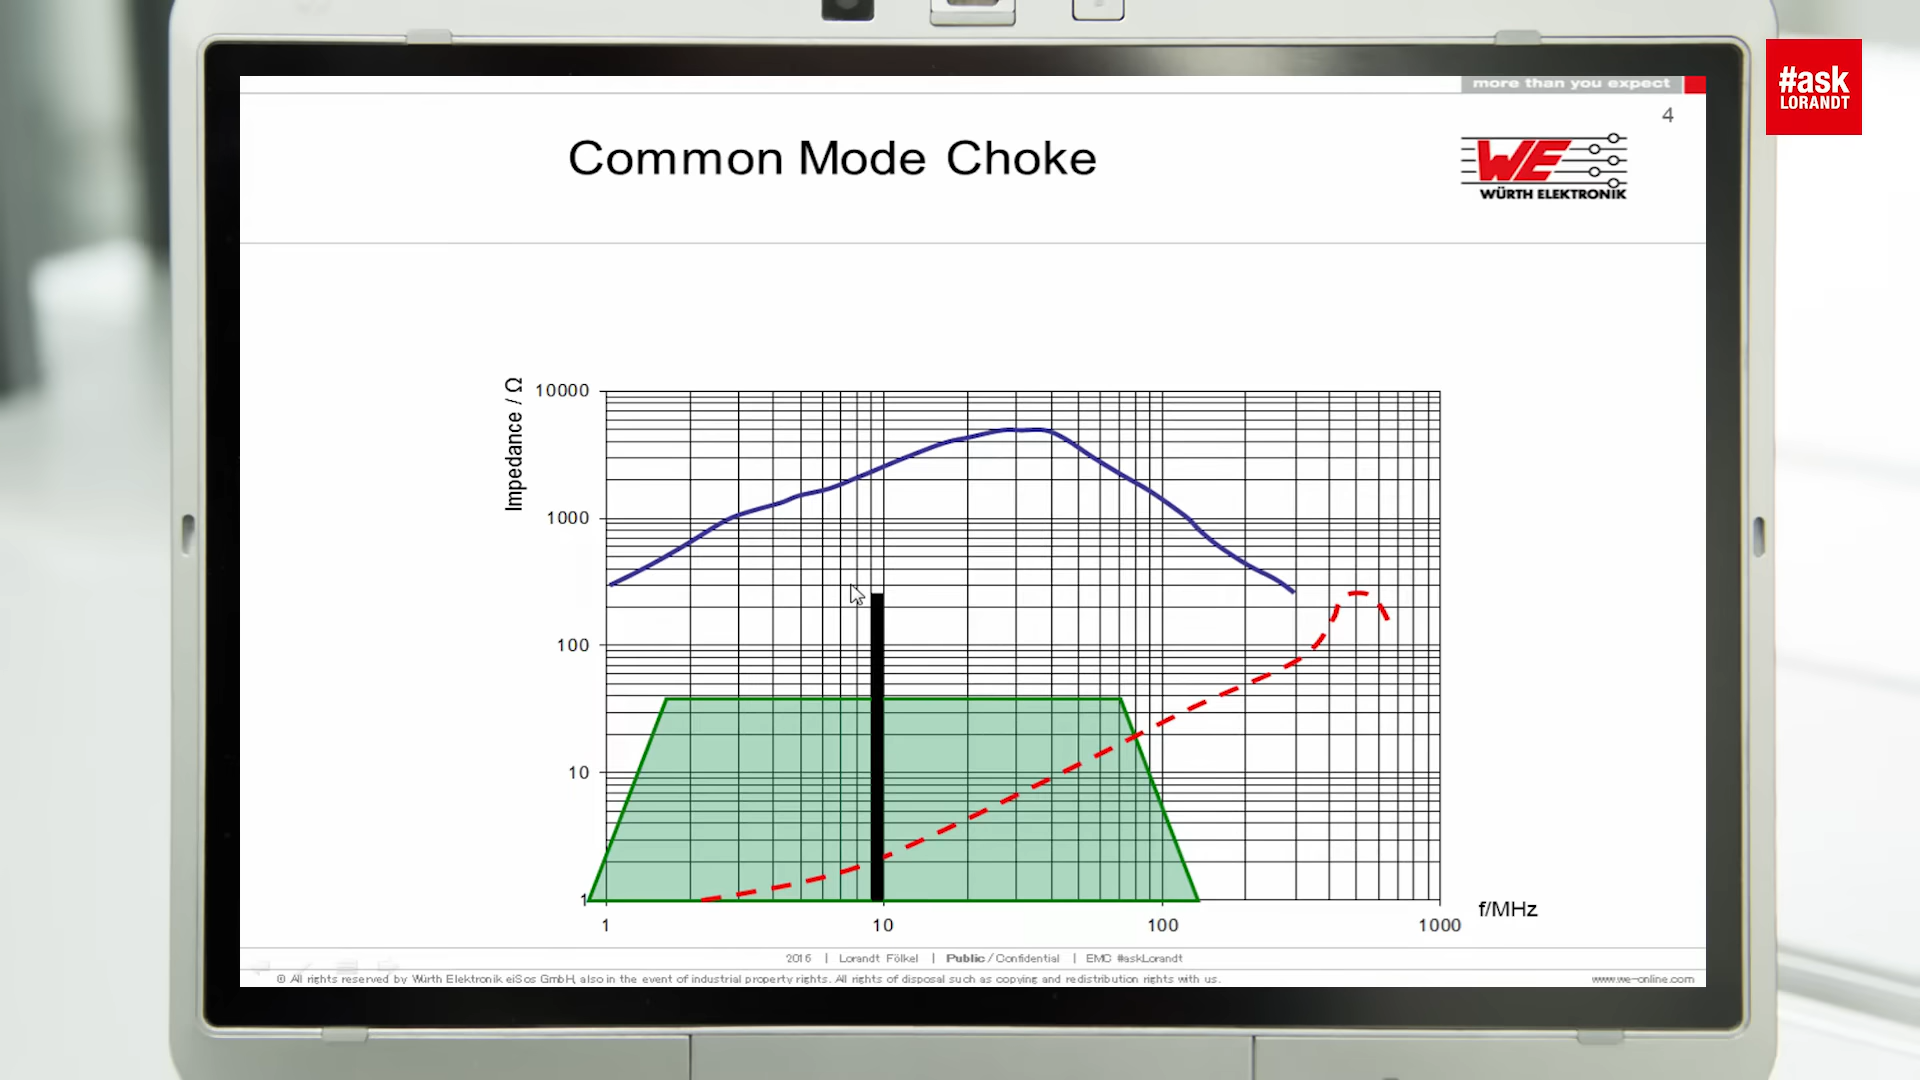 #ask
LORANDT
more than you expect
4
Common Mode Choke
WE
WÜRTH ELEKTRONIK
Impedance / Ω
10000
1000
100
10
1
1
10
100
1000
f/MHz
2016 | Lorandt Fölkel | Public / Confidential | EMC #askLorandt
© All rights reserved by Würth Elektronik eiSos GmbH, also in the event of industrial property rights. All rights of disposal such as copying and redistribution rights with us.
www.we-online.com